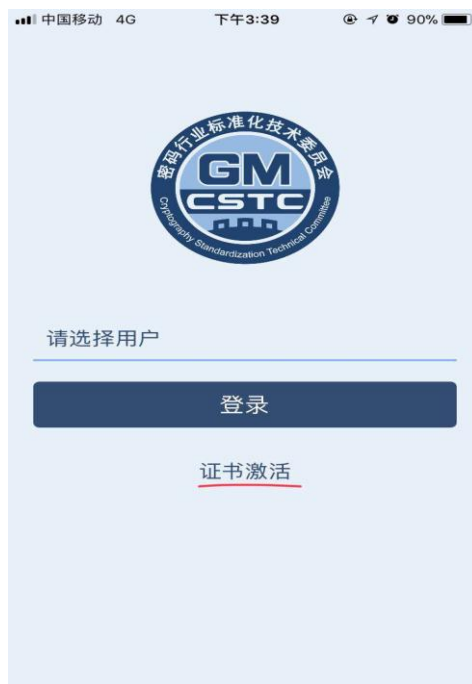 中国移动 4G 下午3:39 90%
密码行业标准化技术委员会
GM
CSTC
Cryptography Standardization Technical Committee
请选择用户
登录
证书激活